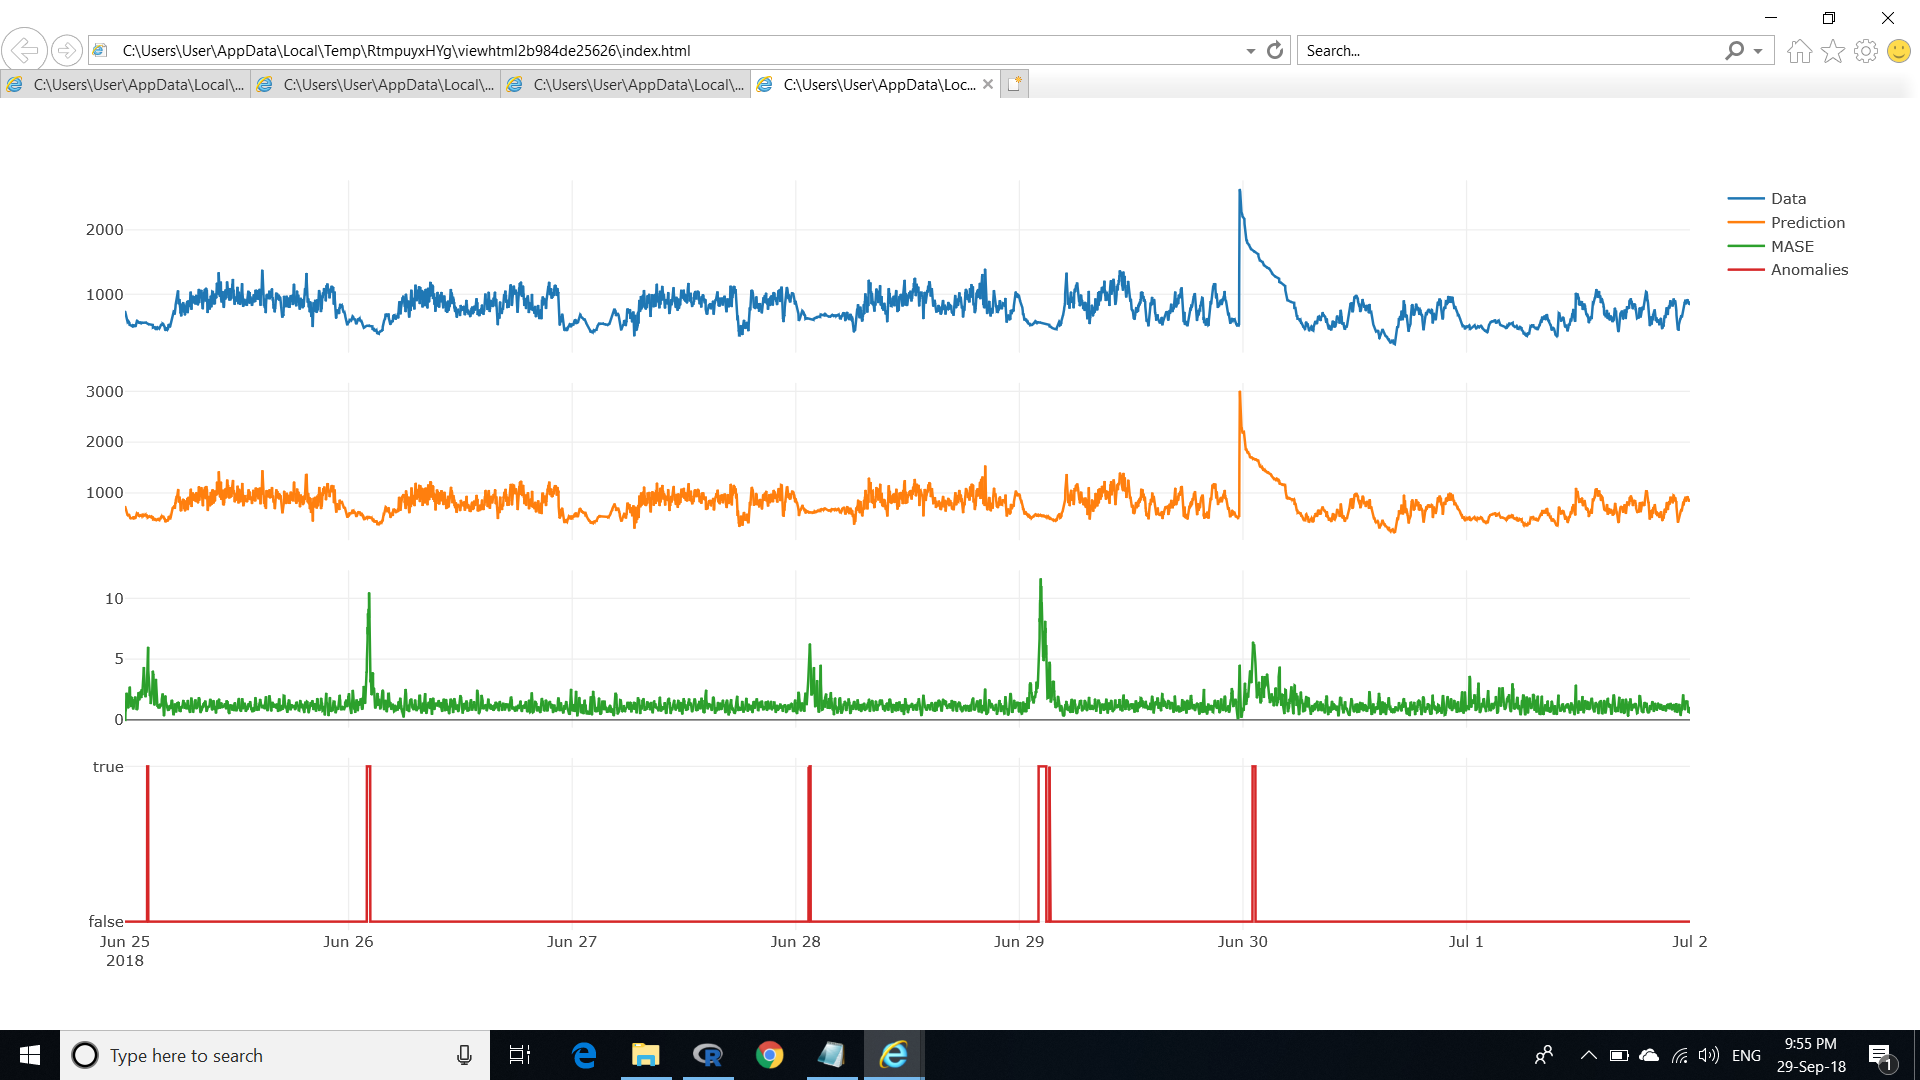 C:\Users\User\AppData\Local\Temp\RtmpuyxHYg\viewhtml2b984de25626\index.html
Search...
C:\Users\User\AppData\Local\...
C:\Users\User\AppData\Local\...
C:\Users\User\AppData\Local\...
C:\Users\User\AppData\Loc...
Data
Prediction
MASE
Anomalies
2000
1000
3000
2000
1000
10
5
0
true
false
Jun 25
2018
Jun 26
Jun 27
Jun 28
Jun 29
Jun 30
Jul 1
Jul 2
Type here to search
ENG
9:55 PM
29-Sep-18
1